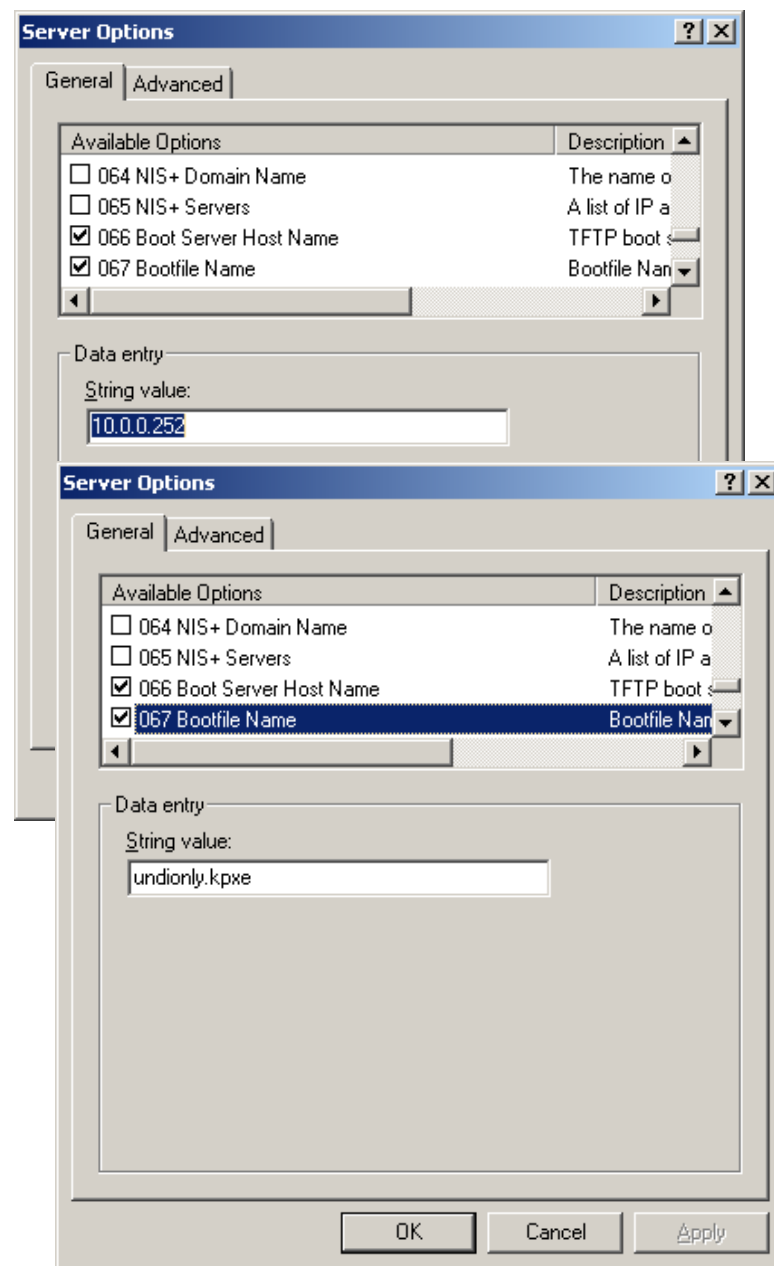 Server Options
General Advanced
Available Options Description
064 NIS+ Domain Name The name o
065 NIS+ Servers A list of IP a
066 Boot Server Host Name TFTP boot s
067 Bootfile Name Bootfile Nan
Data entry
String value:
10.0.0.252
Server Options
General Advanced
Available Options Description
064 NIS+ Domain Name The name o
065 NIS+ Servers A list of IP a
066 Boot Server Host Name TFTP boot s
067 Bootfile Name Bootfile Nan
Data entry
String value:
undionly.kpxe
OK Cancel Apply